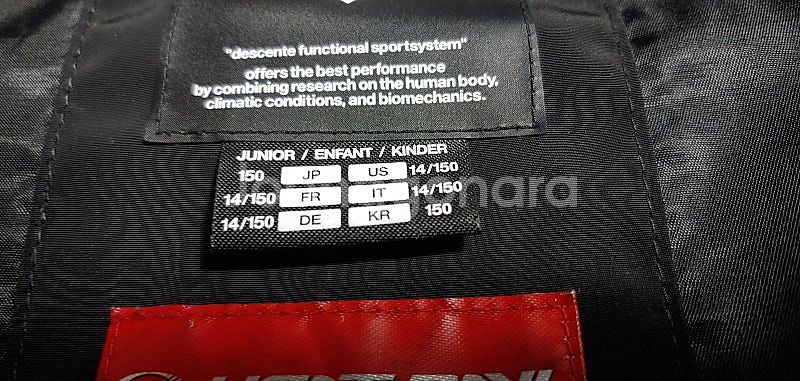 "descente functional sportsystem"
offers the best performance
by combining research on the human body,
climatic conditions, and biomechanics.
JUNIOR / ENFANT / KINDER
150 JP US 14/150
14/150 FR IT 14/150
14/150 DE KR 150